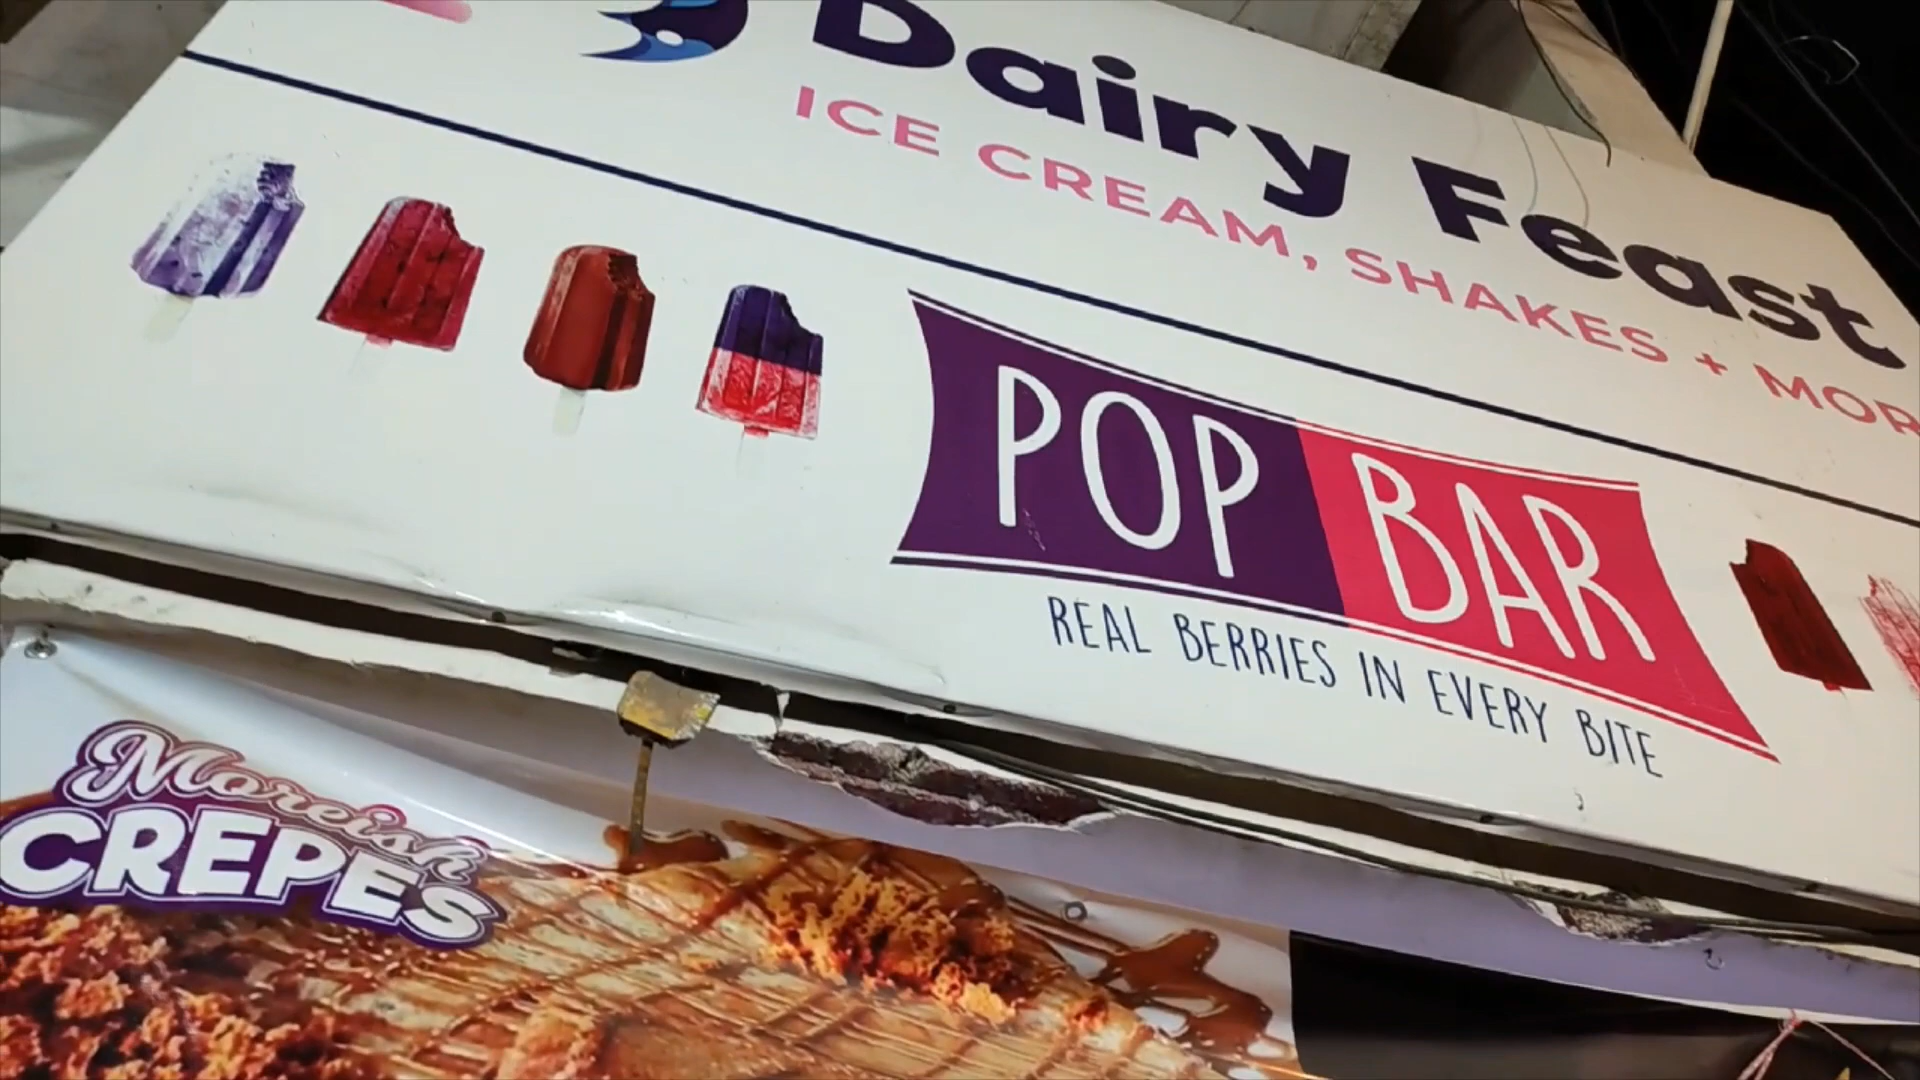 Dairy Feast
ICE CREAM, SHAKES + MOR
POP BAR
REAL BERRIES IN EVERY BITE
Moreish
CREPES